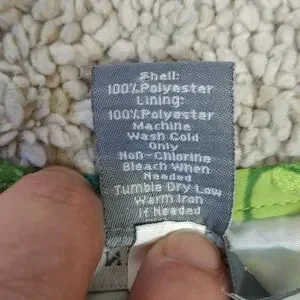 Shell:
100% Polyester
Lining:
100% Polyester
Machine
Wash Cold
Only
Non-Chlorine
Bleach When
Needed
Tumble Dry Low
Warm Iron
If Needed
M